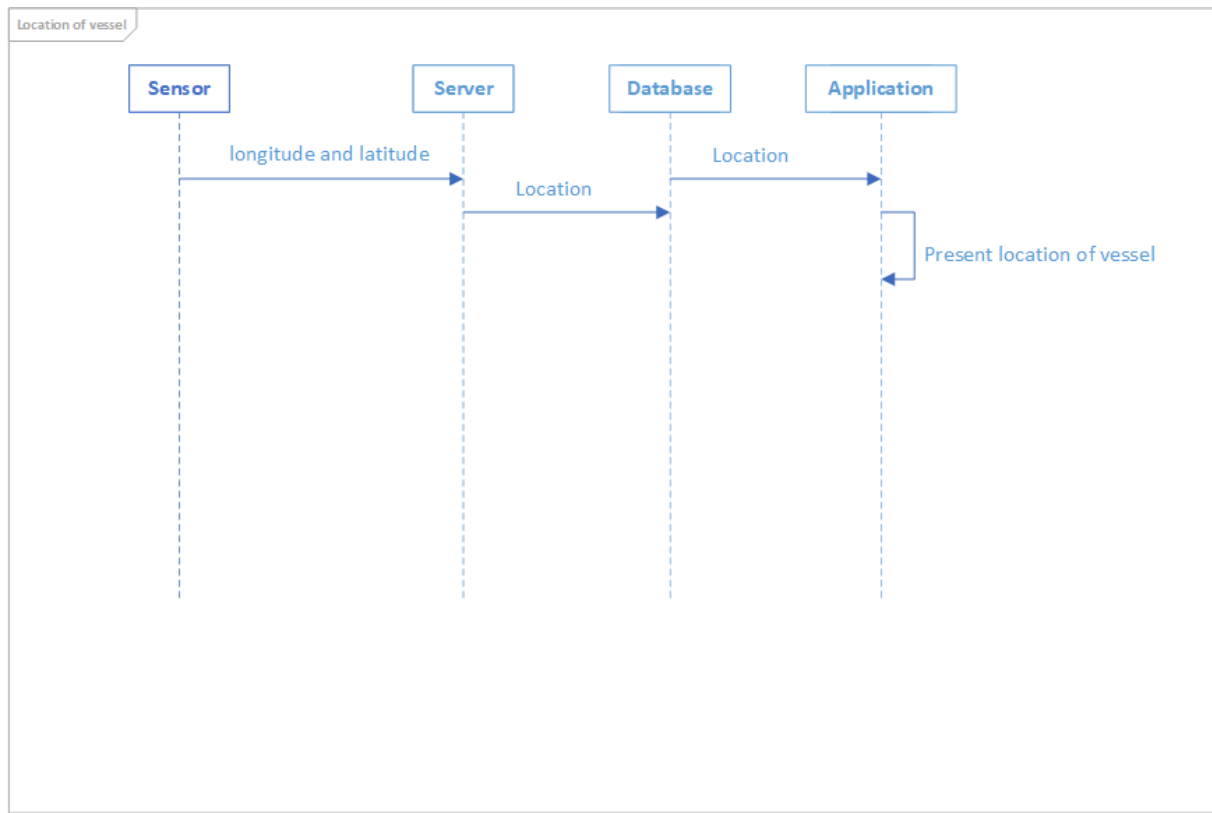 Location of vessel
Sensor
Server
Database
Application
longitude and latitude
Location
Location
Present location of vessel